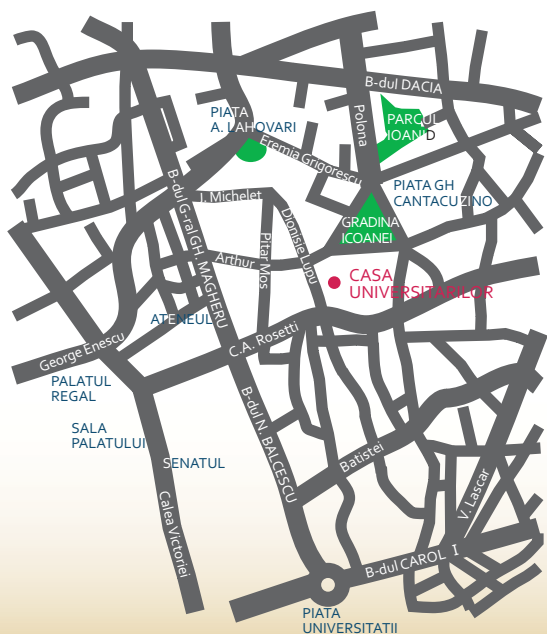 B-dul DACIA
PIATA
A. LAHOVARI
Polona
PARCUL
IOANID
Eremia Grigorescu
B-dul G-ral GH. MAGHERU
J. Michelet
PIATA GH
CANTACUZINO
Dionisie Lupu
GRADINA
ICOANEI
Pitar Mos
Arthur
CASA
UNIVERSITARILOR
ATENEUL
George Enescu
C.A. Rosetti
PALATUL
REGAL
SALA
PALATULUI
B-dul N. BALCESCU
Batistei
SENATUL
V. Lascar
Calea Victoriei
B-dul CAROL I
PIATA
UNIVERSITATII